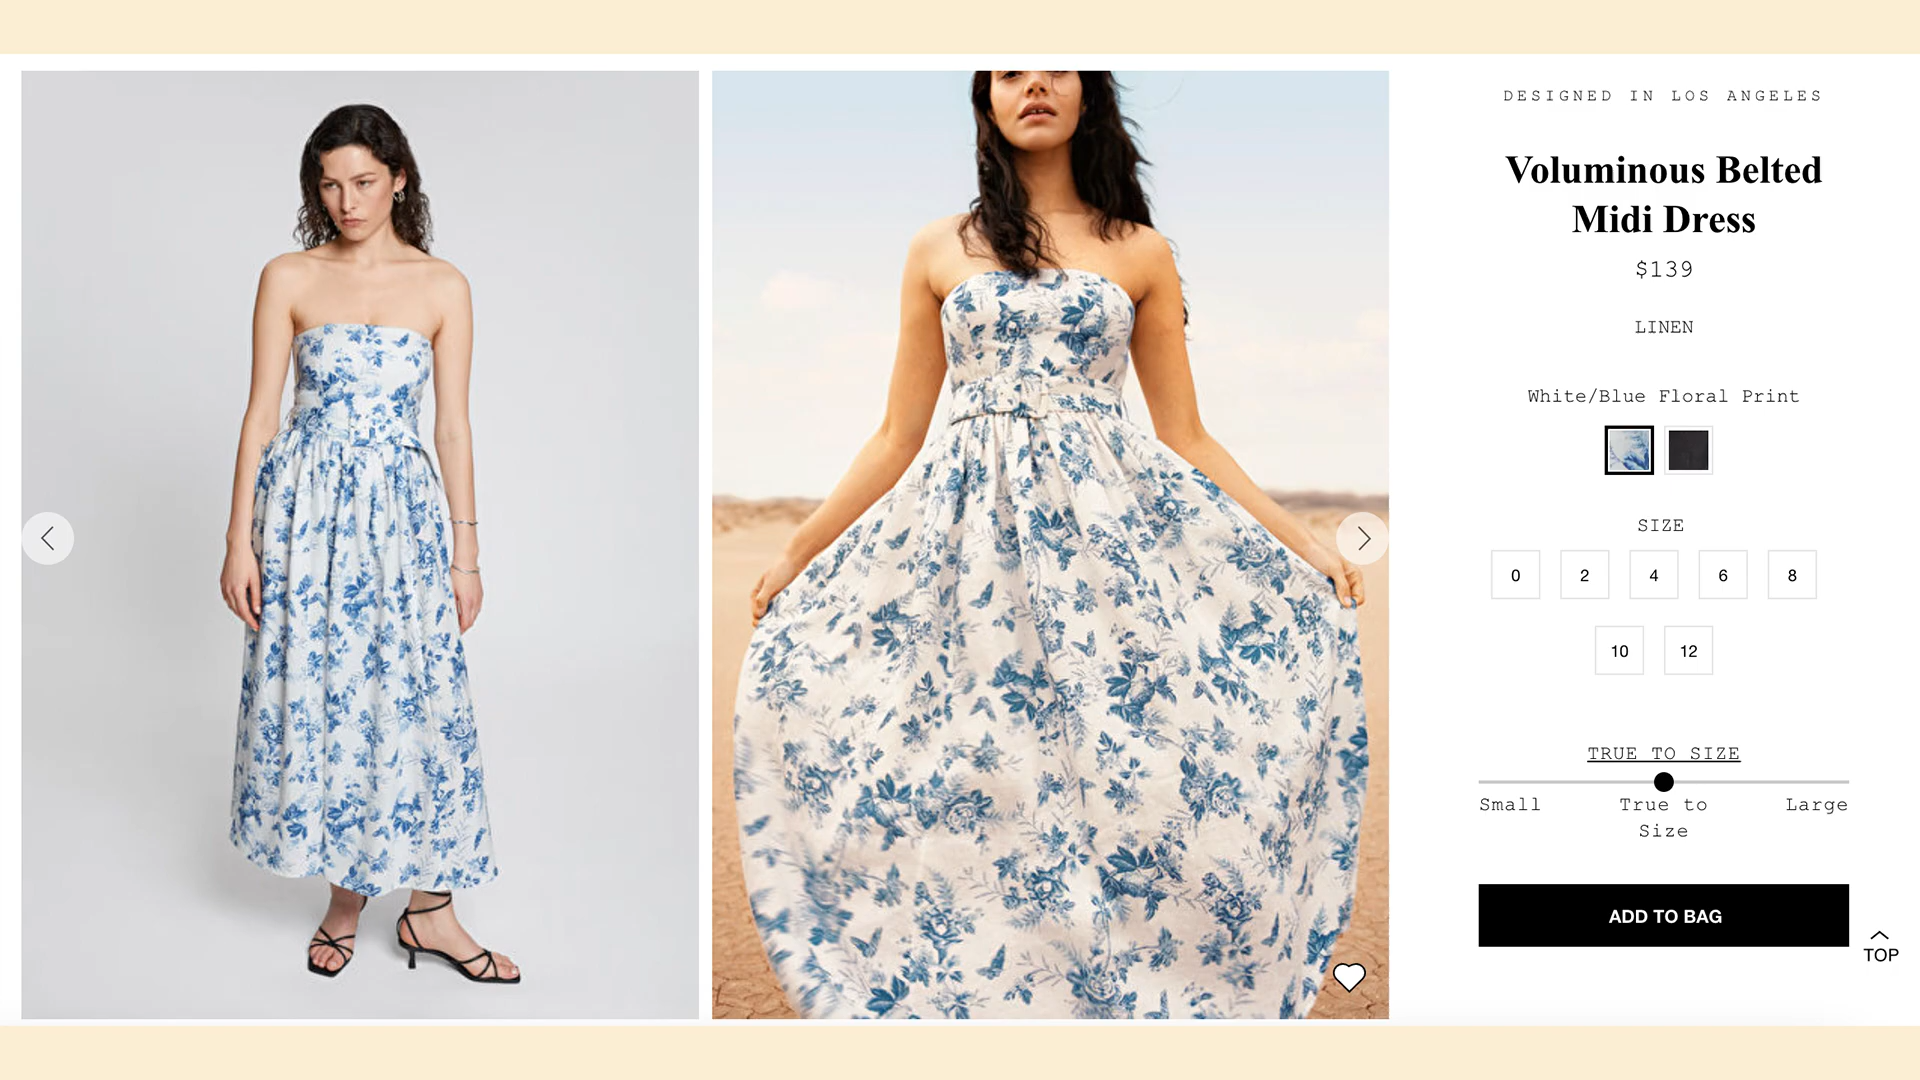 DESIGNED IN LOS ANGELES
Voluminous Belted
Midi Dress
$139
LINEN
White/Blue Floral Print
SIZE
0 2 4 6 8
10 12
TRUE TO SIZE
Small True to Large
Size
ADD TO BAG
TOP